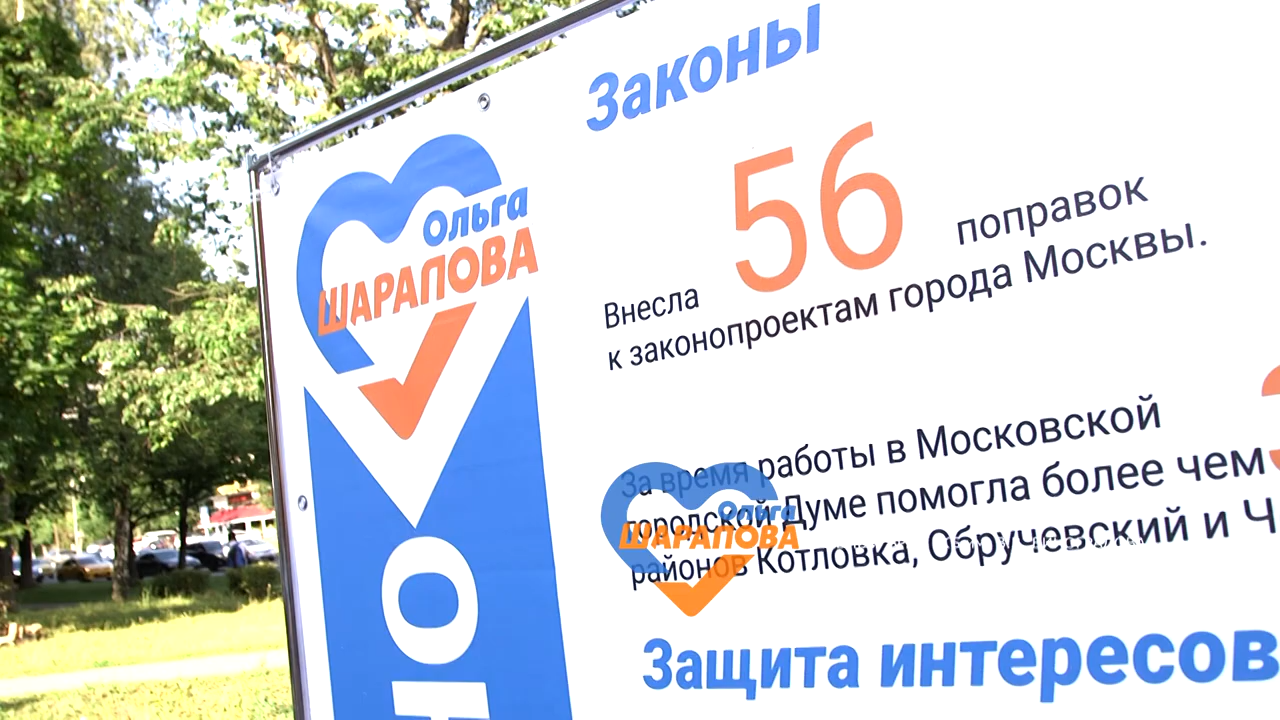 Ольга
ШАРАПОВА
Законы
Внесла 56 поправок
к законопроектам города Москвы.
За время работы в Московской
городской Думе помогла более чем
районов Котловка, Обручевский и
Защита интересов
Ольга
ШАРАПОВА